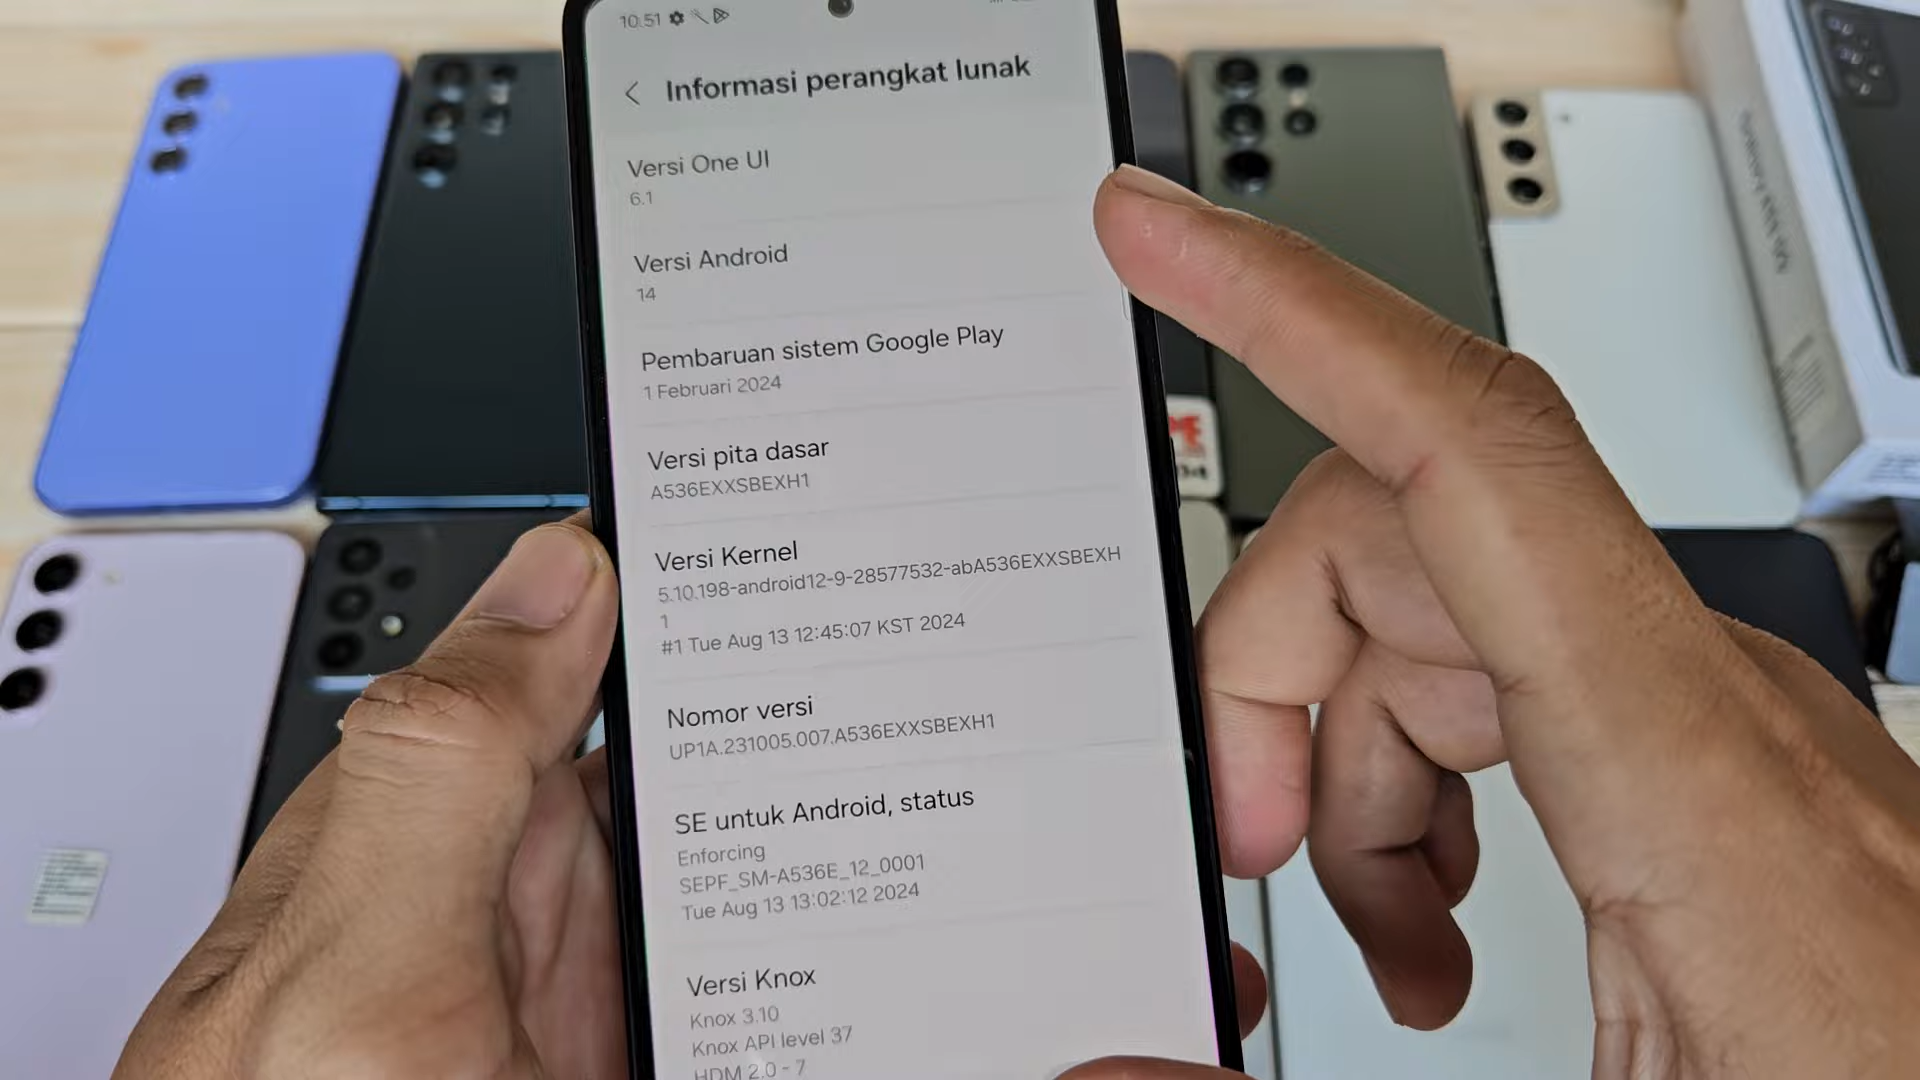 10.51
Informasi perangkat lunak
Versi One UI
6.1
Versi Android
14
Pembaruan sistem Google Play
1 Februari 2024
Versi pita dasar
A536EXXSBEXH1
Versi Kernel
5.10.198-android12-9-28577532-abA536EXXSBEXH
1
#1 Tue Aug 13 12:45:07 KST 2024
Nomor versi
UP1A.231005.007.A536EXXSBEXH1
SE untuk Android, status
Enforcing
SEPF_SM-A536E_12_0001
Tue Aug 13 13:02:12 2024
Versi Knox
Knox 3.10
Knox API level 37
HDM 2.0 - 7